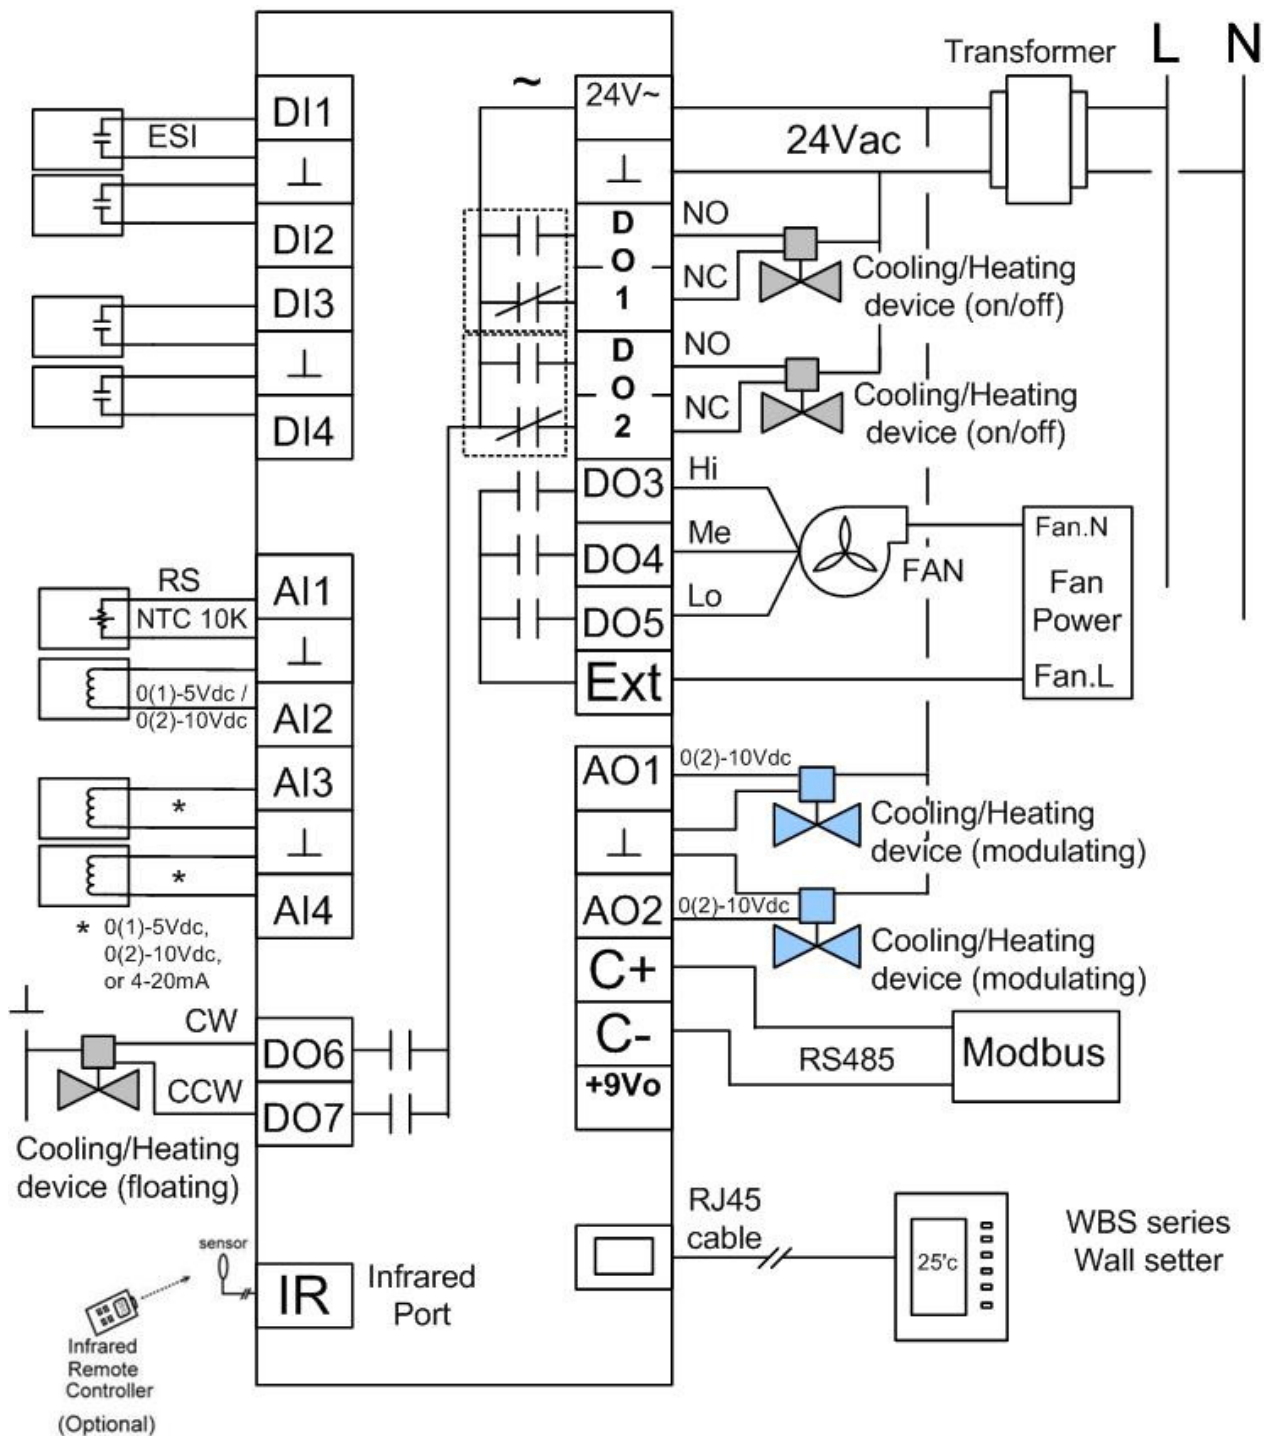 Transformer
L
N
~
24V~
24Vac
⊥
DI1
ESI
⊥
DI2
DI3
⊥
DI4
D
O
1
NO
NC
Cooling/Heating
device (on/off)
D
O
2
NO
NC
Cooling/Heating
device (on/off)
DO3
Hi
DO4
Me
DO5
Lo
FAN
Ext
Fan.N
Fan
Power
Fan.L
RS
NTC 10K
AI1
⊥
0(1)-5Vdc /
0(2)-10Vdc
AI2
AI3
*
⊥
*
AI4
* 0(1)-5Vdc,
0(2)-10Vdc,
or 4-20mA
AO1
0(2)-10Vdc
Cooling/Heating
device (modulating)
⊥
AO2
0(2)-10Vdc
Cooling/Heating
device (modulating)
C+
C-
+9Vo
RS485
Modbus
⊥
CW
DO6
CCW
DO7
Cooling/Heating
device (floating)
RJ45
cable
25'c
WBS series
Wall setter
sensor
IR
Infrared
Port
Infrared
Remote
Controller
(Optional)